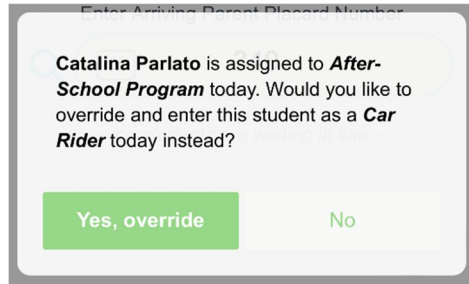 Enter Arriving Parent Placard Number
Catalina Parlato is assigned to After-
School Program today. Would you like to
override and enter this student as a Car
Rider today instead?
Yes, override
No